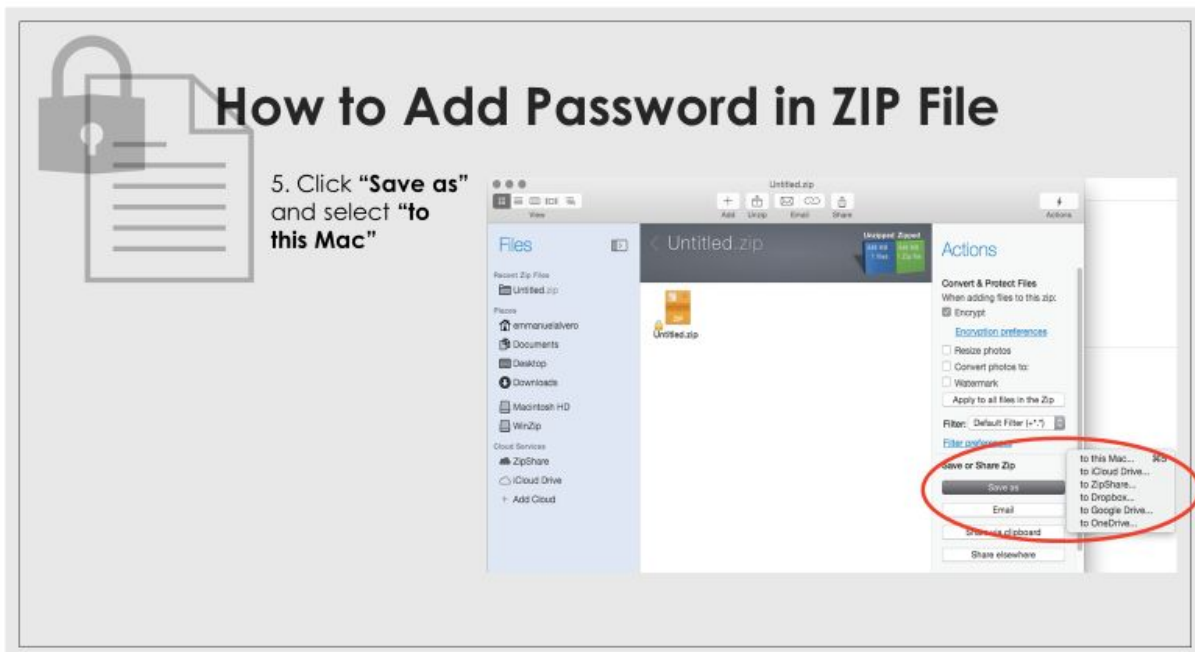 How to Add Password in ZIP File
5. Click “Save as”
and select “to
this Mac”
Untitled.zip
View
Add Unzip Email Share
Actions
Files
Untitled.zip
Unzipped Zipped
1 files
Actions
Recent Zip Files
Untitled.zip
Places
emmanuelalvero
Documents
Desktop
Downloads
Macintosh HD
WinZip
Cloud Services
ZipShare
iCloud Drive
+ Add Cloud
ZIP
Untitled.zip
Convert & Protect Files
When adding files to this zip:
Encrypt
Encryption preferences
Resize photos
Convert photos to:
Watermark
Apply to all files in the Zip
Filter: Default Filter (+*.*)
Filter preferences
Save or Share Zip
Save as
Email
Share via clipboard
Share elsewhere
to this Mac... ⌘S
to iCloud Drive...
to ZipShare...
to Dropbox...
to Google Drive...
to OneDrive...